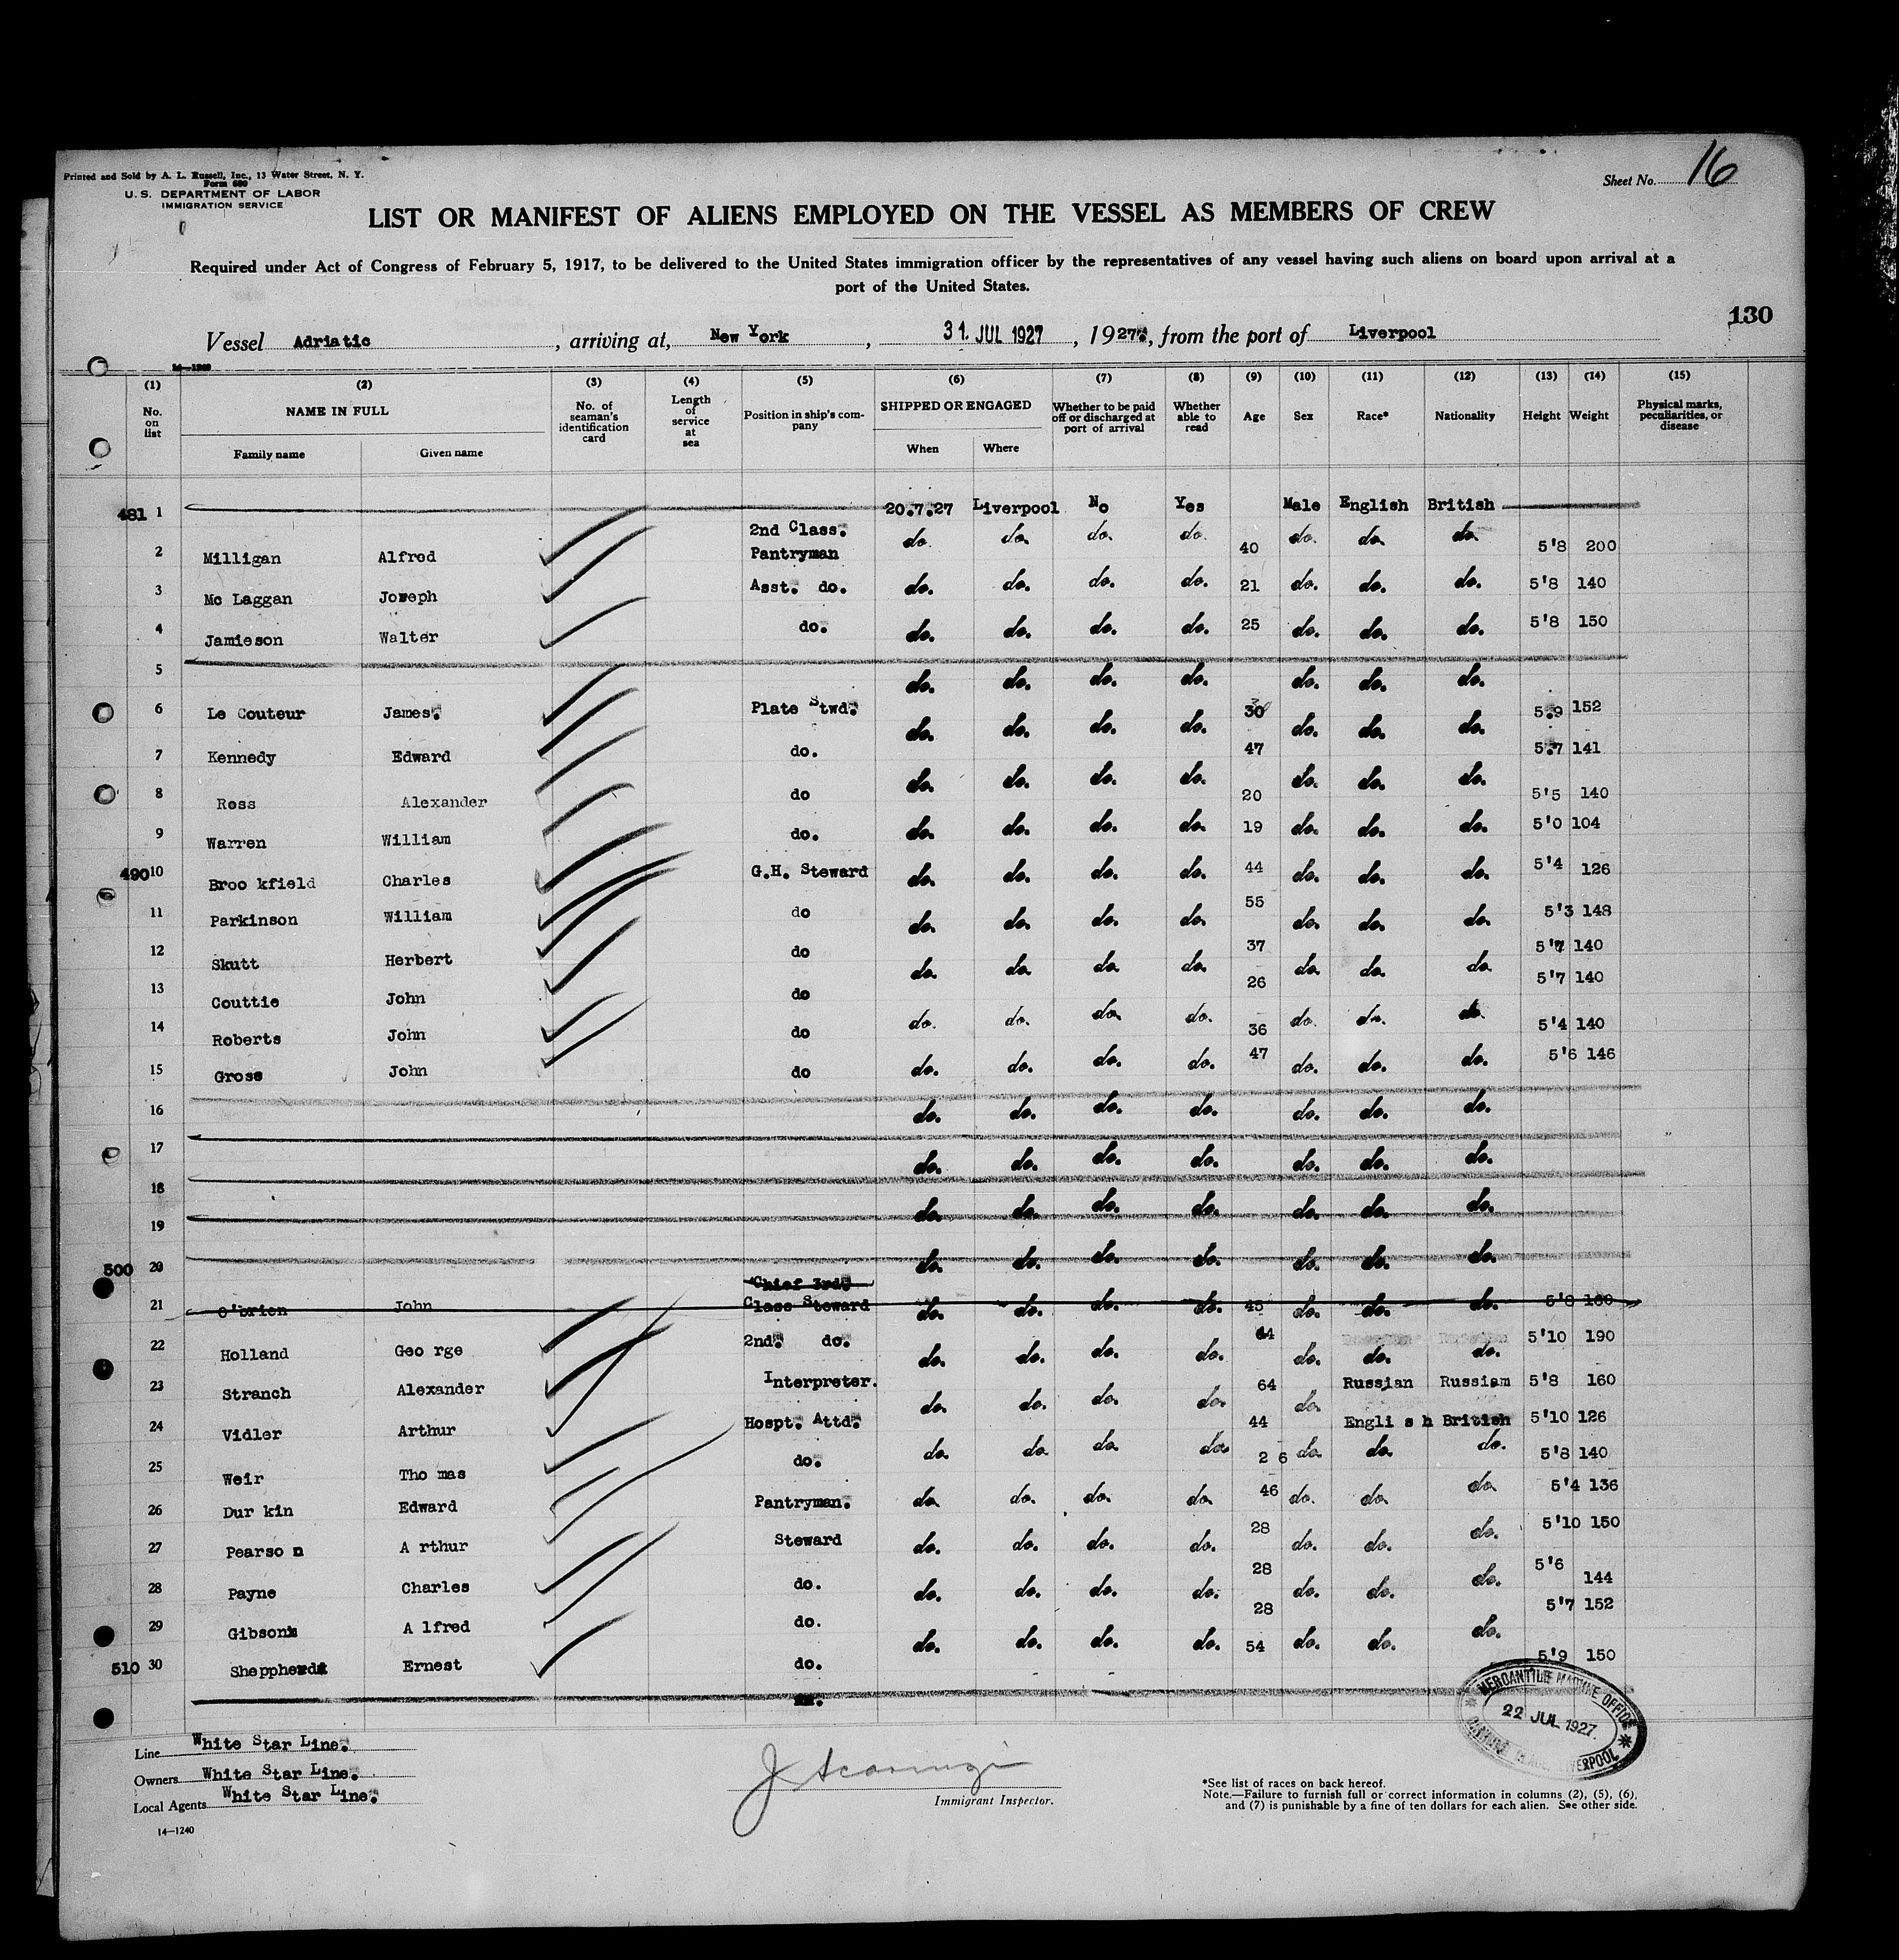 Printed and Sold by A. L. Russell, Inc., 13 Water Street, N. Y.
Form 680
U. S. DEPARTMENT OF LABOR
IMMIGRATION SERVICE
Sheet No. 16
LIST OR MANIFEST OF ALIENS EMPLOYED ON THE VESSEL AS MEMBERS OF CREW
Required under Act of Congress of February 5, 1917, to be delivered to the United States immigration officer by the representatives of any vessel having such aliens on board upon arrival at a
port of the United States.
130
Vessel Adriatic, arriving at, New York, 31 JUL 1927, 1927, from the port of Liverpool
14—1240
(1) (2) (3) (4) (5) (6) (7) (8) (9) (10) (11) (12) (13) (14) (15)
No. on list NAME IN FULL Family name Given name No. of seaman's identification card Length of service at sea Position in ship's company SHIPPED OR ENGAGED When Where Whether to be paid off or discharged at port of arrival Whether able to read Age Sex Race* Nationality Height Weight Physical marks, peculiarities, or disease
481 1 20.7.27 Liverpool No Yes Male English British
2 Milligan Alfred 2nd Class. Pantryman do. do. do. do. 40 do. do. do. 5'8 200
3 Mc Laggan Joseph Asst. do. do. do. do. do. 21 do. do. do. 5'8 140
4 Jamieson Walter do. do. do. do. do. 25 do. do. do. 5'8 150
5 do. do. do. do. do. do. do.
6 Le Couteur James. Plate Stwd. do. do. do. do. 30 do. do. do. 5.9 152
7 Kennedy Edward do. do. do. do. do. 47 do. do. do. 5.7 141
8 Ross Alexander do do. do. do. do. 20 do. do. do. 5'5 140
9 Warren William do. do. do. do. do. 19 do. do. do. 5'0 104
490 10 Broo kfield Charles G.H. Steward do. do. do. do. 44 do. do. do. 5'4 126
11 Parkinson William do do. do. do. do. 55 do. do. do. 5'3 148
12 Skutt Herbert do do. do. do. do. 37 do. do. do. 5'7 140
13 Couttie John do do. do. do. do. 26 do. do. do. 5'7 140
14 Roberts John do do. do. do. do. 36 do. do. do. 5'4 140
15 Gross John do do. do. do. do. 47 do. do. do. 5'6 146
16 do. do. do. do. do. do. do.
17 do. do. do. do. do. do. do.
18 do. do. do. do. do. do. do.
19
500 20 do. do. do. do. do. do. do.
21 O'brien John Chief 3rd Class Steward do. do. do. do. 45 do. do. do. 5'8 160
22 Holland Geo rge 2nd. do. do. do. do. do. 44 do. do. do. 5'10 190
23 Stranch Alexander Interpreter. do. do. do. do. 64 do. Russian Russian 5'8 160
24 Vidler Arthur Hospt. Attd. do. do. do. do. 44 do. Engli s h British 5'10 126
25 Weir Tho mas do. do. do. do. do. 2 6 do. do. do. 5'8 140
26 Dur kin Edward Pantryman. do. do. do. do. 46 do. do. do. 5'4 136
27 Pearso n A rthur Steward do. do. do. do. 28 do. do. do. 5'10 150
28 Payne Charles do. do. do. do. do. 28 do. do. do. 5'6 144
29 Gibson A lfred do. do. do. do. do. 28 do. do. do. 5'7 152
510 30 Shepherd Ernest do. 54 5'9 150
Line White Star Line.
Owners White Star Line.
Local Agents White Star Line.
14—1240
Immigrant Inspector.
MERCANTILE MARINE OFFICE
22 JUL 1927
LIVERPOOL
*See list of races on back hereof.
Note.—Failure to furnish full or correct information in columns (2), (5), (6),
and (7) is punishable by a fine of ten dollars for each alien. See other side.